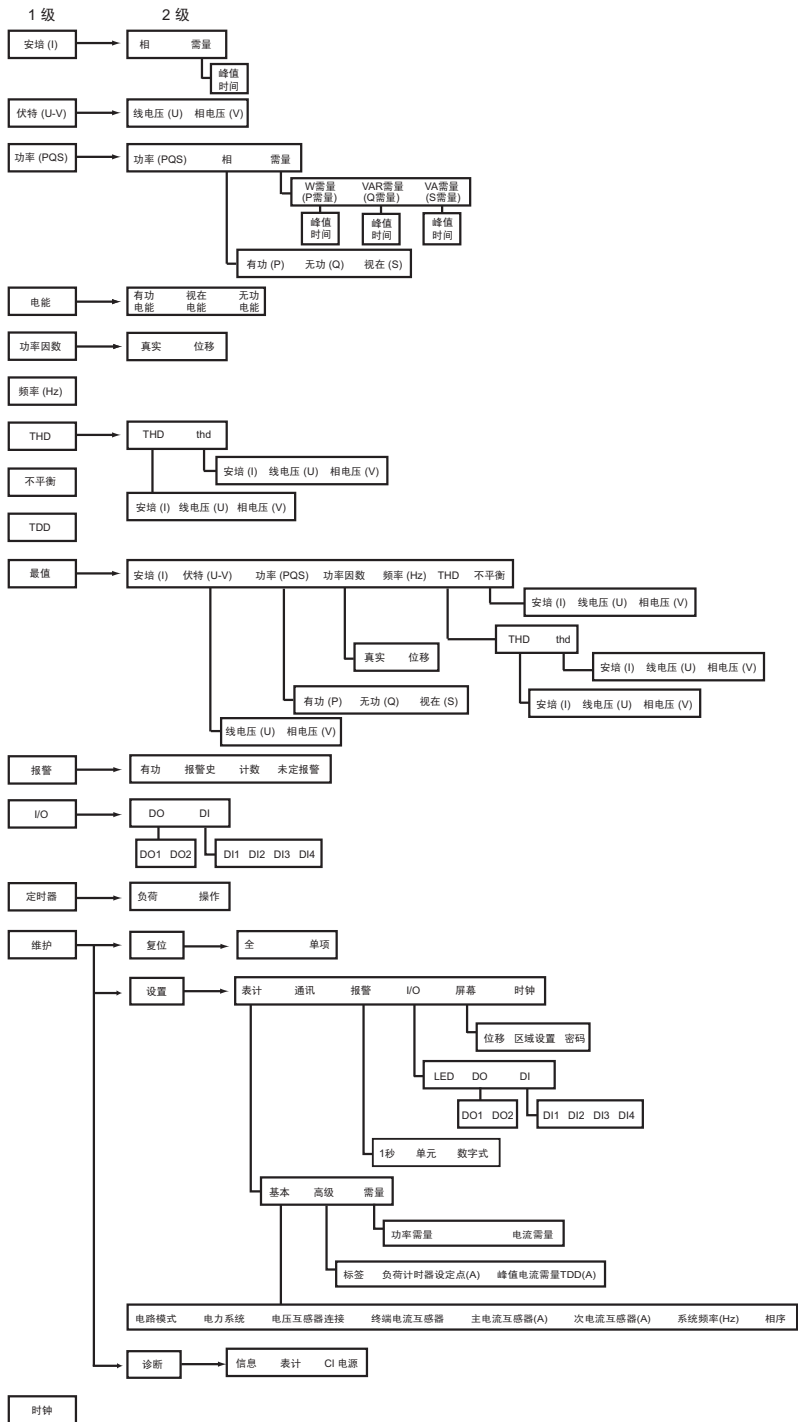 1 级 2 级
安培 (I) 相 需量
峰值
时间
伏特 (U-V) 线电压 (U) 相电压 (V)
功率 (PQS) 功率 (PQS) 相 需量
W需量 VAR需量 VA需量
(P需量) (Q需量) (S需量)
峰值 峰值 峰值
时间 时间 时间
有功 (P) 无功 (Q) 视在 (S)
电能 有功 视在 无功
电能 电能 电能
功率因数 真实 位移
频率 (Hz)
THD THD thd
安培 (I) 线电压 (U) 相电压 (V)
不平衡
安培 (I) 线电压 (U) 相电压 (V)
TDD
最值 安培 (I) 伏特 (U-V) 功率 (PQS) 功率因数 频率 (Hz) THD 不平衡
安培 (I) 线电压 (U) 相电压 (V)
THD thd
真实 位移
安培 (I) 线电压 (U) 相电压 (V)
有功 (P) 无功 (Q) 视在 (S)
安培 (I) 线电压 (U) 相电压 (V)
线电压 (U) 相电压 (V)
报警 有功 报警史 计数 未定报警
I/O DO DI
DO1 DO2 DI1 DI2 DI3 DI4
定时器 负荷 操作
维护 复位 全 单项
设置 表计 通讯 报警 I/O 屏幕 时钟
位移 区域设置 密码
LED DO DI
DO1 DO2 DI1 DI2 DI3 DI4
1秒 单元 数字式
基本 高级 需量
功率需量 电流需量
标签 负荷计时器设定点(A) 峰值电流需量TDD(A)
电路模式 电力系统 电压互感器连接 终端电流互感器 主电流互感器(A) 次电流互感器(A) 系统频率(Hz) 相序
诊断 信息 表计 CI 电源
时钟